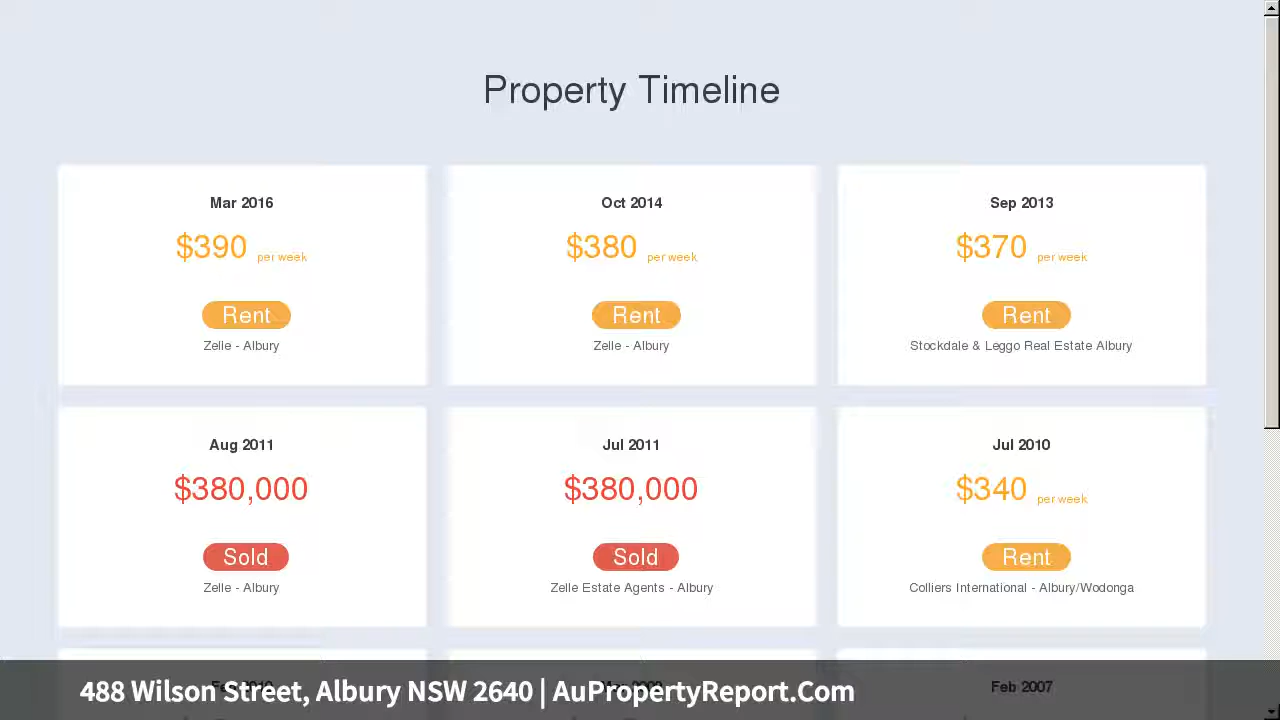 Property Timeline
Mar 2016
$390 per week
Rent
Zelle - Albury
Oct 2014
$380 per week
Rent
Zelle - Albury
Sep 2013
$370 per week
Rent
Stockdale & Leggo Real Estate Albury
Aug 2011
$380,000
Sold
Zelle - Albury
Jul 2011
$380,000
Sold
Zelle Estate Agents - Albury
Jul 2010
$340 per week
Rent
Colliers International - Albury/Wodonga
Feb 2007
488 Wilson Street, Albury NSW 2640 | AuPropertyReport.Com